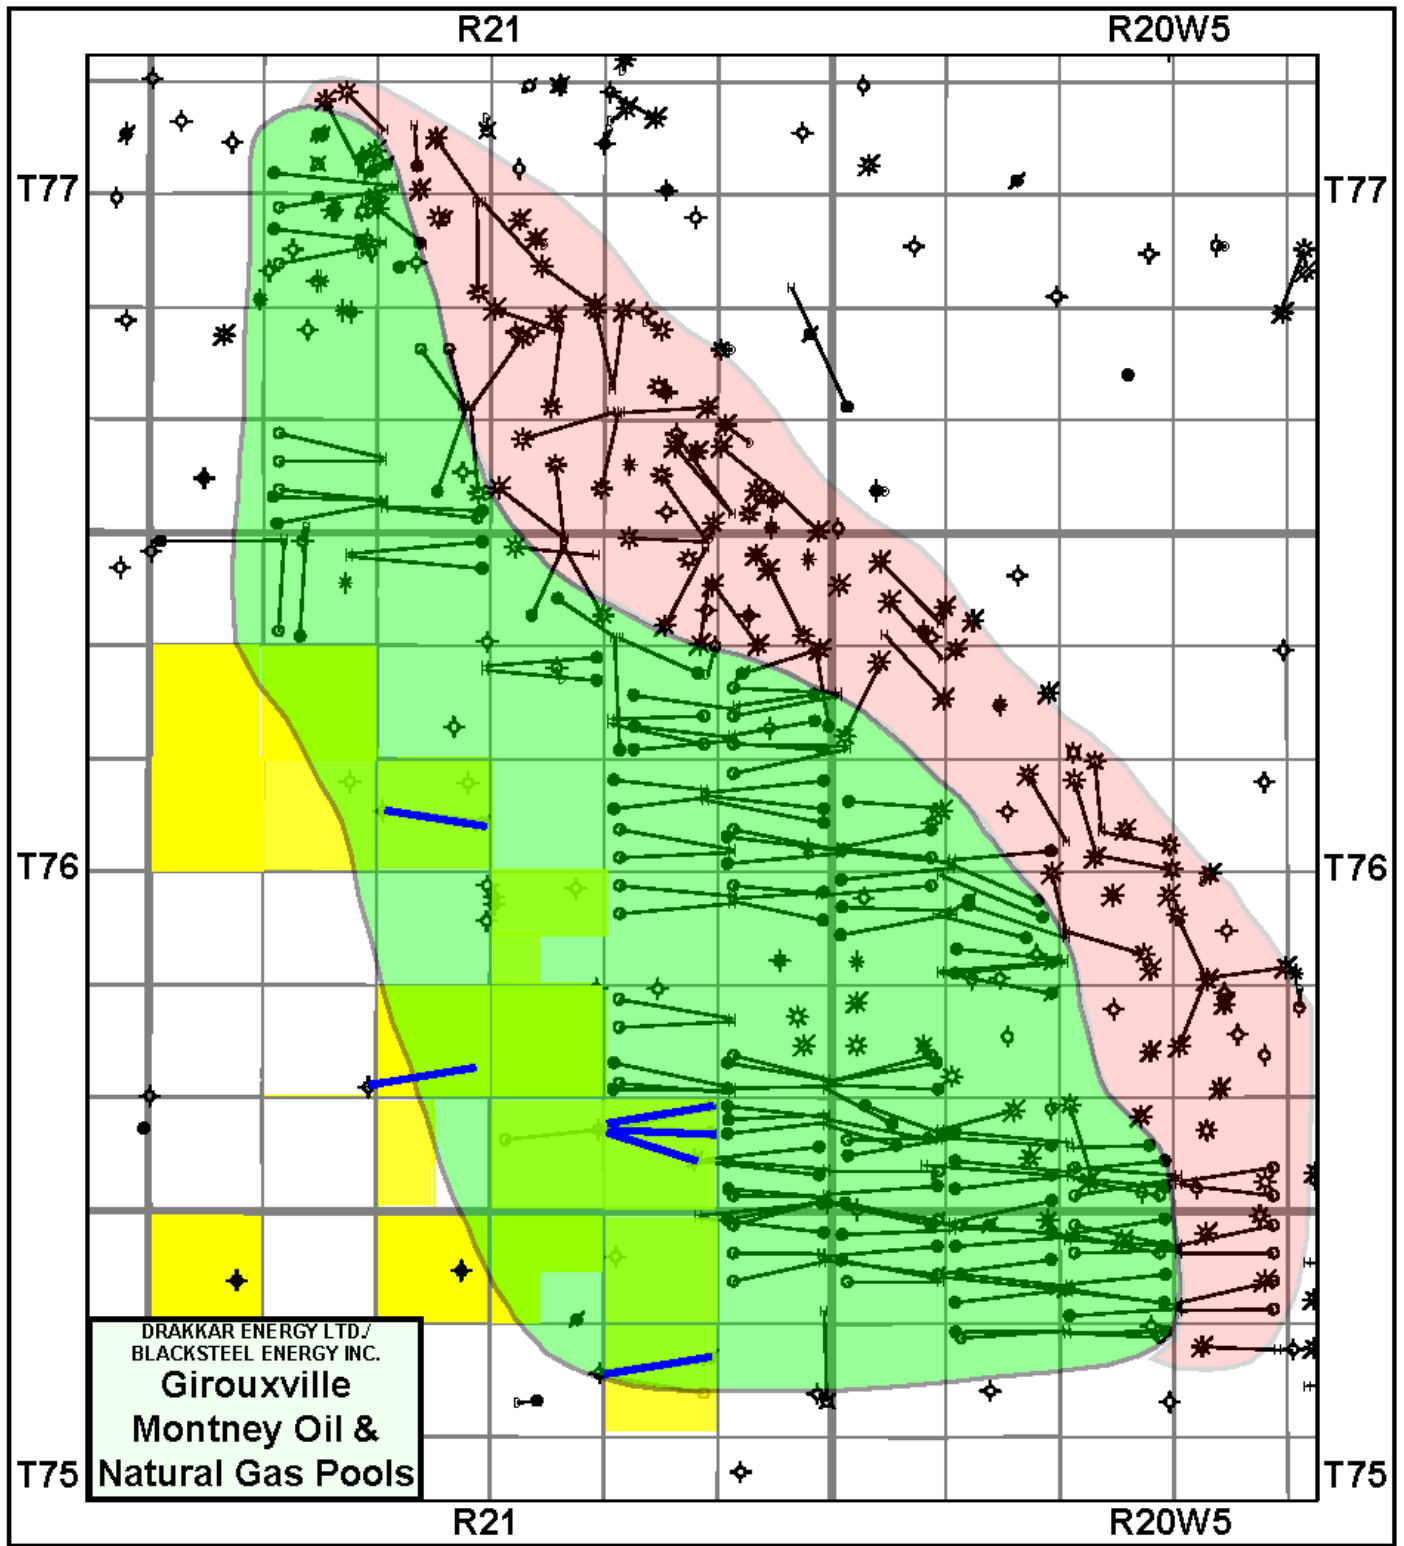 R21 R20W5
T77 T77
T76 T76
DRAKKAR ENERGY LTD./
BLACKSTEEL ENERGY INC.
Girouxville
Montney Oil &
Natural Gas Pools
T75 T75
R21 R20W5